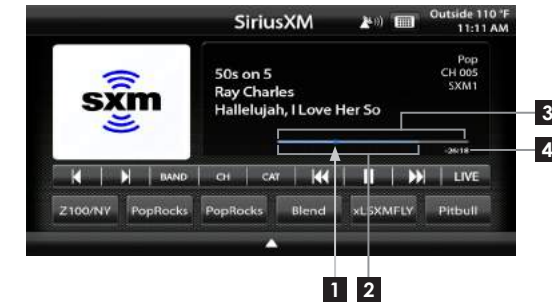 SiriusXM
Outside 110 °F
11:11 AM
sxm
50s on 5
Ray Charles
Hallelujah, I Love Her So
Pop
CH 005
SXM1
3
4
-26/18
BAND CH CAT LIVE
Z100/NY PopRocks PopRocks Blend xLSXMFLY Pitbull
1 2